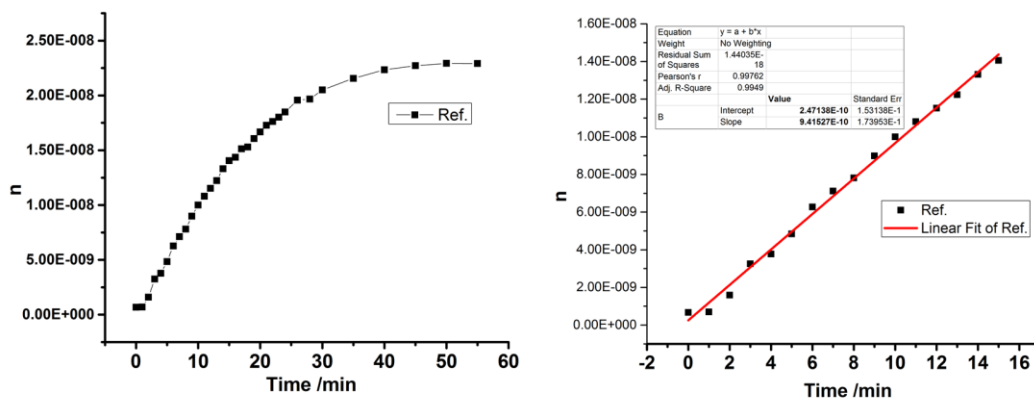 2.50E-008
2.00E-008
1.50E-008
1.00E-008
5.00E-009
0.00E+000
n
Ref.
0 10 20 30 40 50 60
Time /min
1.60E-008
1.40E-008
1.20E-008
1.00E-008
8.00E-009
6.00E-009
4.00E-009
2.00E-009
0.00E+000
n
Equation y = a + b*x
Weight No Weighting
Residual Sum of Squares 1.44035E-18
Pearson's r 0.99762
Adj. R-Square 0.9949
Value Standard Err
B Intercept 2.47138E-10 1.53138E-1
Slope 9.41527E-10 1.73953E-1
Ref.
Linear Fit of Ref.
-2 0 2 4 6 8 10 12 14 16
Time /min